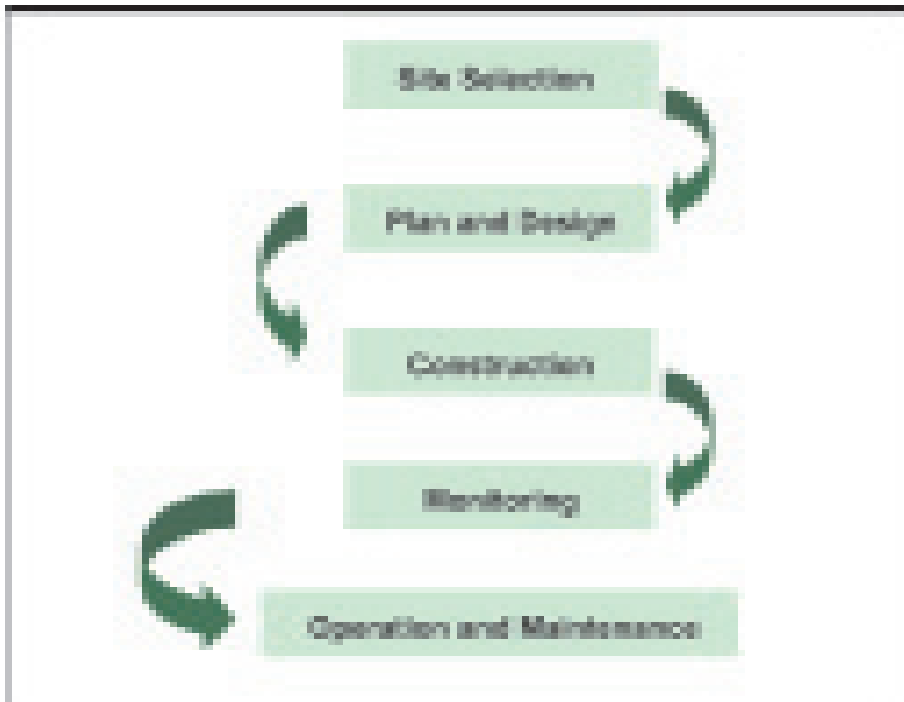 Site Selection
Plan and Design
Construction
Monitoring
Operation and Maintenance